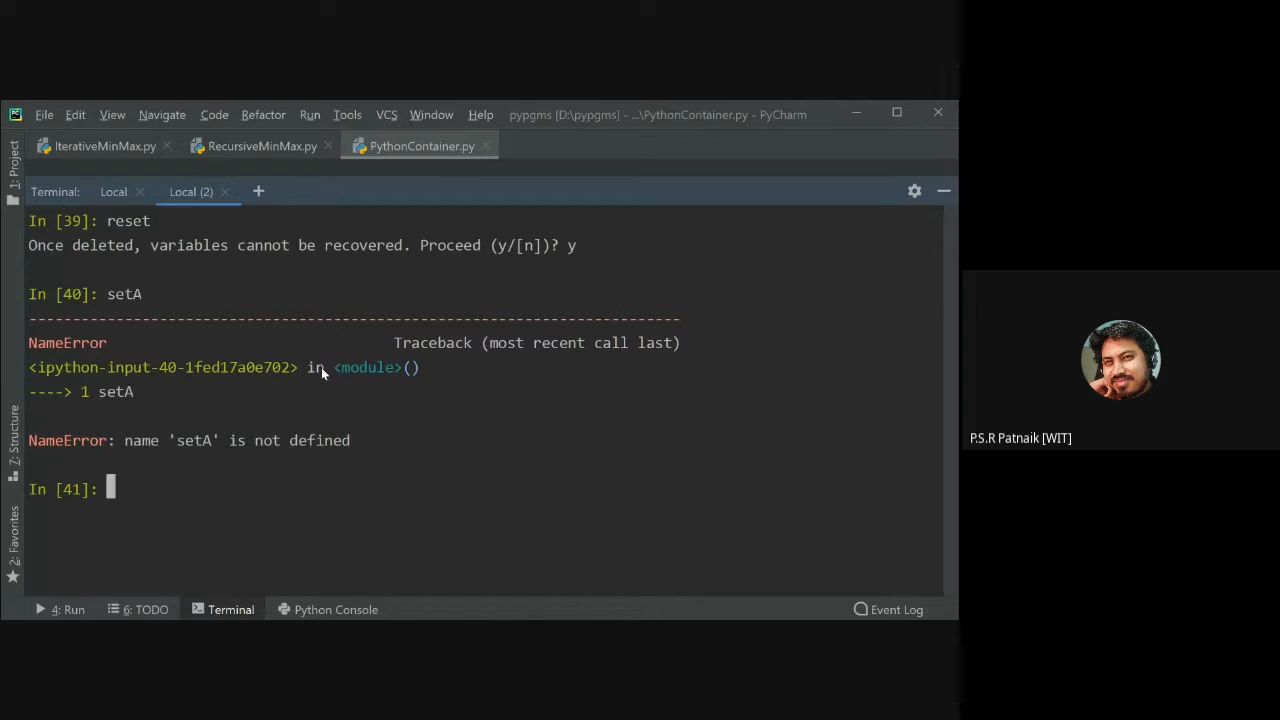 PC File Edit View Navigate Code Refactor Run Tools VCS Window Help pypgms [D:\pypgms] - ...\PythonContainer.py - PyCharm
IterativeMinMax.py RecursiveMinMax.py PythonContainer.py
1: Project
Terminal: Local Local (2) +
In [39]: reset
Once deleted, variables cannot be recovered. Proceed (y/[n])? y
In [40]: setA
---------------------------------------------------------------------------
NameError Traceback (most recent call last)
<ipython-input-40-1fed17a0e702> in <module>()
----> 1 setA
NameError: name 'setA' is not defined
In [41]:
7: Structure
2: Favorites
4: Run 6: TODO Terminal Python Console Event Log
P.S.R Patnaik [WIT]